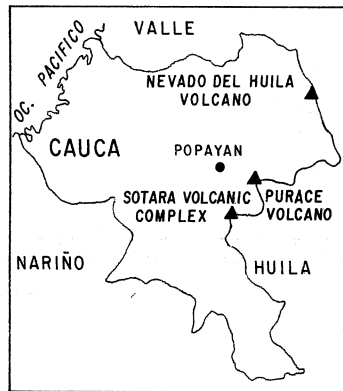 VALLE
OC. PACIFICO
NEVADO DEL HUILA
VOLCANO
CAUCA
POPAYAN
SOTARA VOLCANIC
COMPLEX
PURACE
VOLCANO
NARIÑO
HUILA